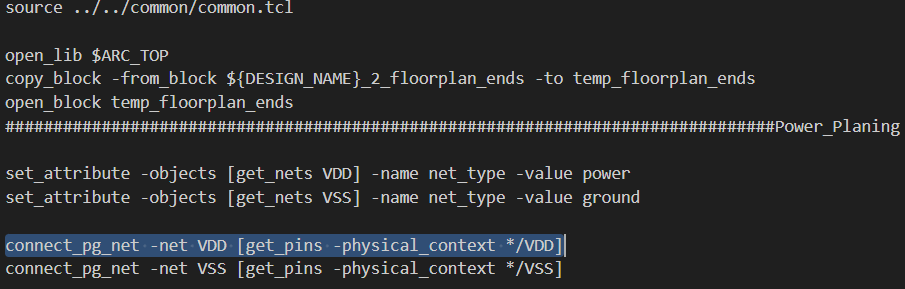 source ../../common/common.tcl
open_lib $ARC_TOP
copy_block -from_block ${DESIGN_NAME}_2_floorplan_ends -to temp_floorplan_ends
open_block temp_floorplan_ends
################################################################################Power_Planing
set_attribute -objects [get_nets VDD] -name net_type -value power
set_attribute -objects [get_nets VSS] -name net_type -value ground
connect_pg_net -net VDD [get_pins -physical_context */VDD]
connect_pg_net -net VSS [get_pins -physical_context */VSS]